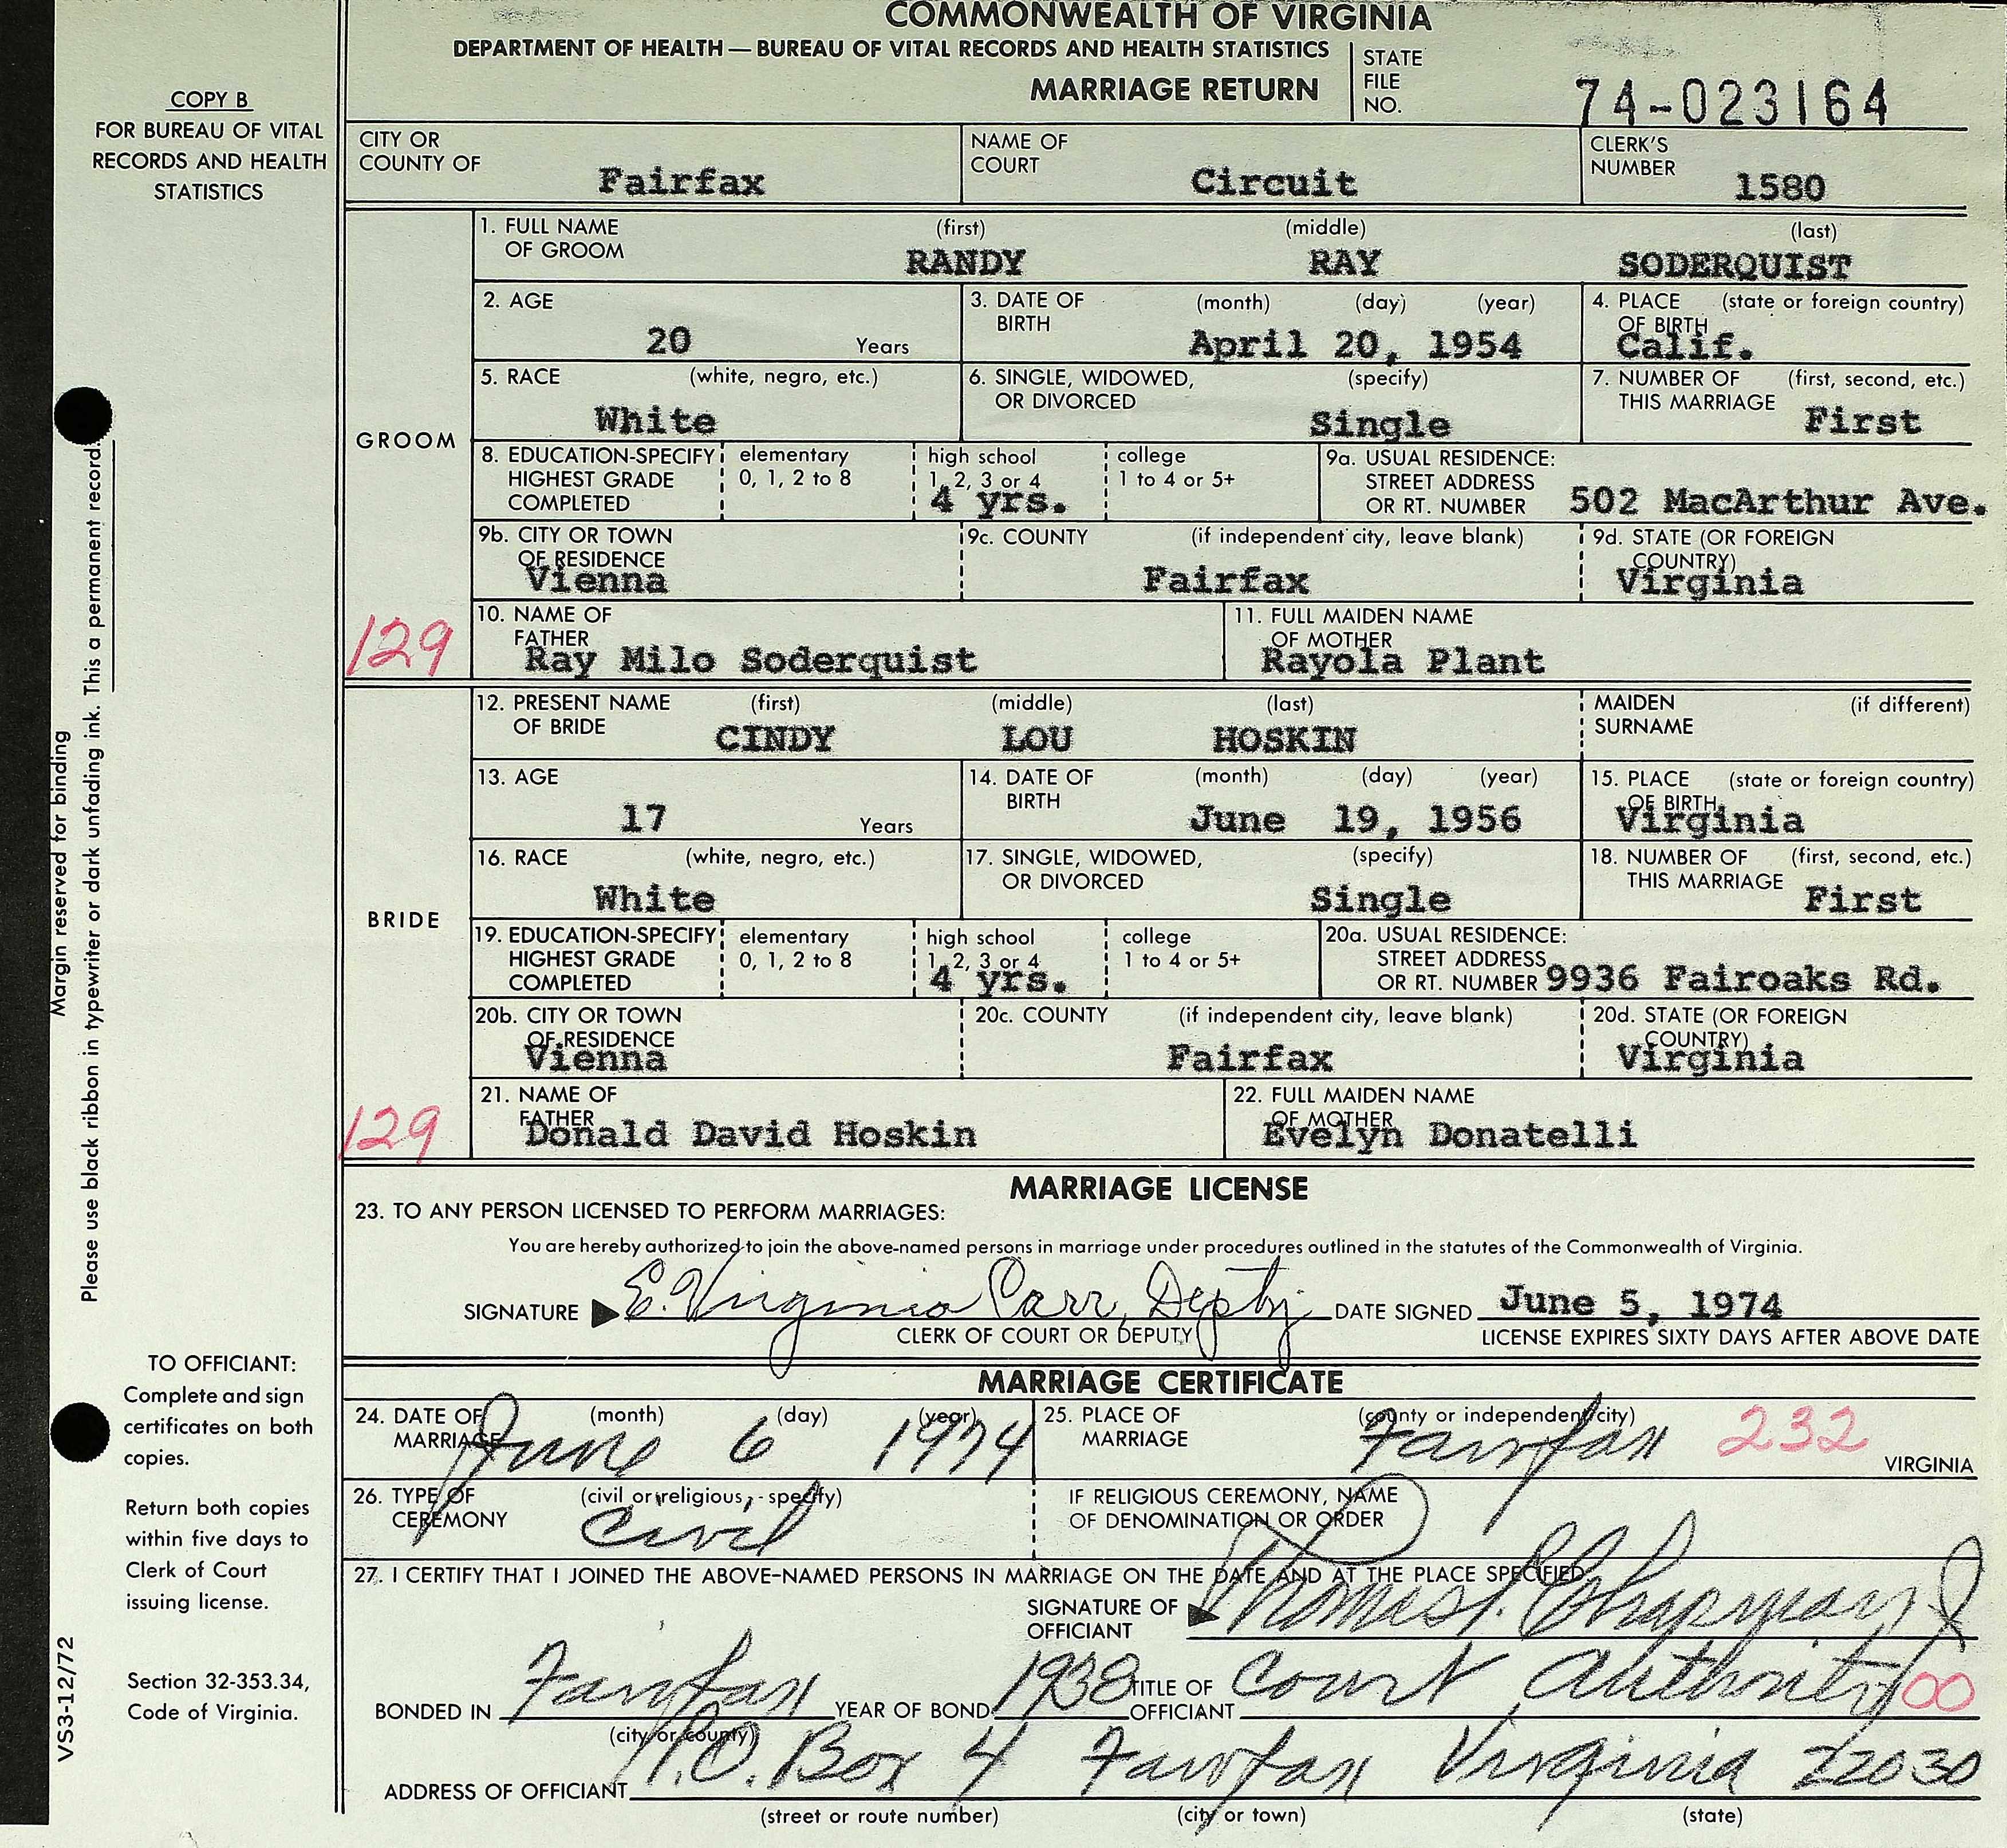 COMMONWEALTH OF VIRGINIA
DEPARTMENT OF HEALTH — BUREAU OF VITAL RECORDS AND HEALTH STATISTICS
MARRIAGE RETURN
STATE FILE NO. 74-023164
COPY B
FOR BUREAU OF VITAL
RECORDS AND HEALTH
STATISTICS
CITY OR COUNTY OF Fairfax
NAME OF COURT Circuit
CLERK'S NUMBER 1580
GROOM
1. FULL NAME OF GROOM (first) RANDY (middle) RAY (last) SODERQUIST
2. AGE 20 Years
3. DATE OF BIRTH (month) (day) (year) April 20, 1954
4. PLACE OF BIRTH (state or foreign country) Calif.
5. RACE (white, negro, etc.) White
6. SINGLE, WIDOWED, OR DIVORCED (specify) Single
7. NUMBER OF THIS MARRIAGE (first, second, etc.) First
8. EDUCATION-SPECIFY HIGHEST GRADE COMPLETED
elementary 0, 1, 2 to 8
high school 1, 2, 3 or 4 4 yrs.
college 1 to 4 or 5+
9a. USUAL RESIDENCE: STREET ADDRESS OR RT. NUMBER 502 MacArthur Ave.
9b. CITY OR TOWN OF RESIDENCE Vienna
9c. COUNTY (if independent city, leave blank) Fairfax
9d. STATE (OR FOREIGN COUNTRY) Virginia
129
10. NAME OF FATHER Ray Milo Soderquist
11. FULL MAIDEN NAME OF MOTHER Rayola Plant
BRIDE
12. PRESENT NAME OF BRIDE (first) CINDY (middle) LOU (last) HOSKIN
MAIDEN SURNAME (if different)
13. AGE 17 Years
14. DATE OF BIRTH (month) (day) (year) June 19, 1956
15. PLACE OF BIRTH (state or foreign country) Virginia
16. RACE (white, negro, etc.) White
17. SINGLE, WIDOWED, OR DIVORCED (specify) Single
18. NUMBER OF THIS MARRIAGE (first, second, etc.) First
19. EDUCATION-SPECIFY HIGHEST GRADE COMPLETED
elementary 0, 1, 2 to 8
high school 1, 2, 3 or 4 4 yrs.
college 1 to 4 or 5+
20a. USUAL RESIDENCE: STREET ADDRESS OR RT. NUMBER 9936 Fairoaks Rd.
20b. CITY OR TOWN OF RESIDENCE Vienna
20c. COUNTY (if independent city, leave blank) Fairfax
20d. STATE (OR FOREIGN COUNTRY) Virginia
129
21. NAME OF FATHER Donald David Hoskin
22. FULL MAIDEN NAME OF MOTHER Evelyn Donatelli
MARRIAGE LICENSE
23. TO ANY PERSON LICENSED TO PERFORM MARRIAGES:
You are hereby authorized to join the above-named persons in marriage under procedures outlined in the statutes of the Commonwealth of Virginia.
SIGNATURE E. Virginia Carr, Depty DATE SIGNED June 5, 1974
CLERK OF COURT OR DEPUTY
LICENSE EXPIRES SIXTY DAYS AFTER ABOVE DATE
MARRIAGE CERTIFICATE
24. DATE OF MARRIAGE (month) (day) (year) June 6 1974
25. PLACE OF MARRIAGE (county or independent city) Fairfax 232 VIRGINIA
26. TYPE OF CEREMONY (civil or religious, - specify) Civil
IF RELIGIOUS CEREMONY, NAME OF DENOMINATION OR ORDER
27. I CERTIFY THAT I JOINED THE ABOVE-NAMED PERSONS IN MARRIAGE ON THE DATE AND AT THE PLACE SPECIFIED.
SIGNATURE OF OFFICIANT Thomas P. Chapman J
BONDED IN Fairfax YEAR OF BOND 1938 TITLE OF OFFICIANT Court Authority 00
(city or county)
ADDRESS OF OFFICIANT P.O. Box 4 Fairfax Virginia 22030
(street or route number) (city or town) (state)
Margin reserved for binding
Please use black ribbon in typewriter or dark unfading ink. This a permanent record.
TO OFFICIANT:
Complete and sign
certificates on both
copies.
Return both copies
within five days to
Clerk of Court
issuing license.
Section 32-353.34,
Code of Virginia.
VS3-12/72